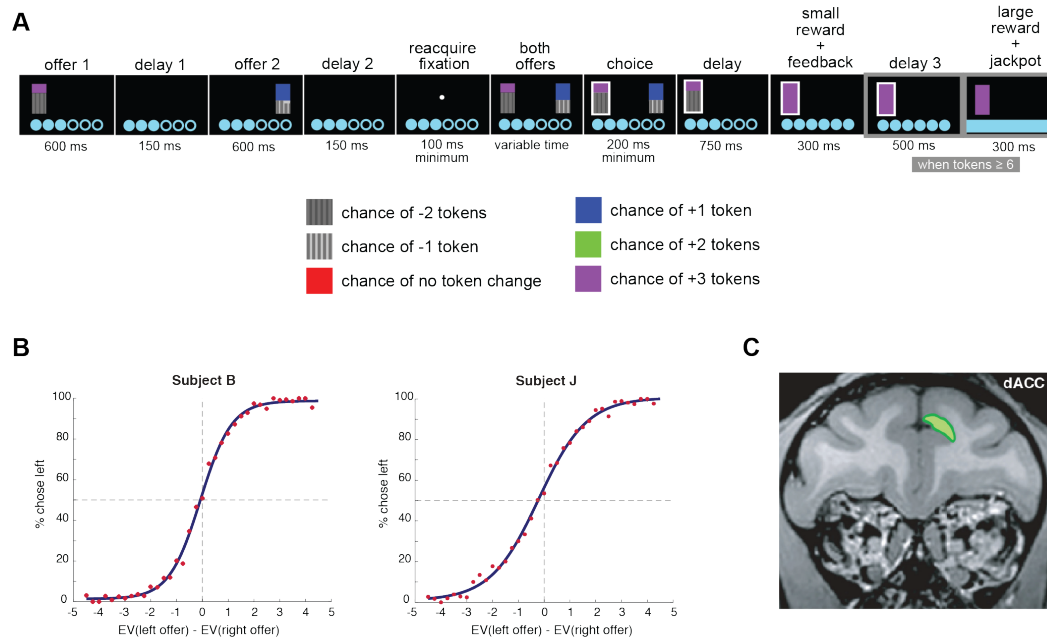 A
offer 1
delay 1
offer 2
delay 2
reacquire
fixation
both
offers
choice
delay
small
reward
+
feedback
delay 3
large
reward
+
jackpot
600 ms
150 ms
600 ms
150 ms
100 ms
minimum
variable time
200 ms
minimum
750 ms
300 ms
500 ms
300 ms
when tokens ≥ 6
chance of -2 tokens
chance of -1 token
chance of no token change
chance of +1 token
chance of +2 tokens
chance of +3 tokens
B
Subject B
% chose left
100
80
60
40
20
0
-5 -4 -3 -2 -1 0 1 2 3 4 5
EV(left offer) - EV(right offer)
Subject J
% chose left
100
80
60
40
20
0
-5 -4 -3 -2 -1 0 1 2 3 4 5
EV(left offer) - EV(right offer)
C
dACC